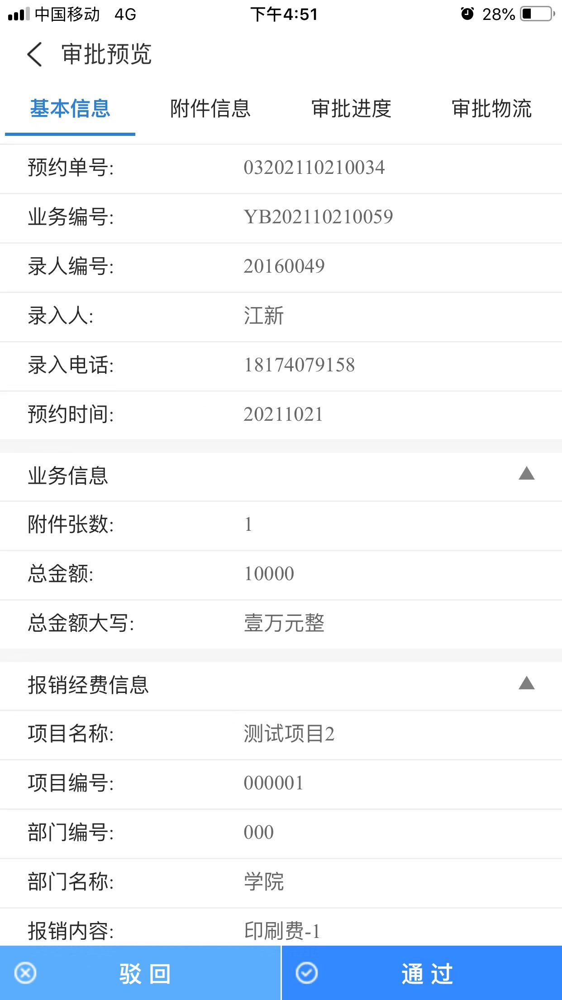 中国移动 4G 下午4:51 28%
审批预览
基本信息 附件信息 审批进度 审批物流
预约单号: 03202110210034
业务编号: YB202110210059
录人编号: 20160049
录入人: 江新
录入电话: 18174079158
预约时间: 20211021
业务信息
附件张数: 1
总金额: 10000
总金额大写: 壹万元整
报销经费信息
项目名称: 测试项目2
项目编号: 000001
部门编号: 000
部门名称: 学院
报销内容: 印刷费-1
驳回 通过